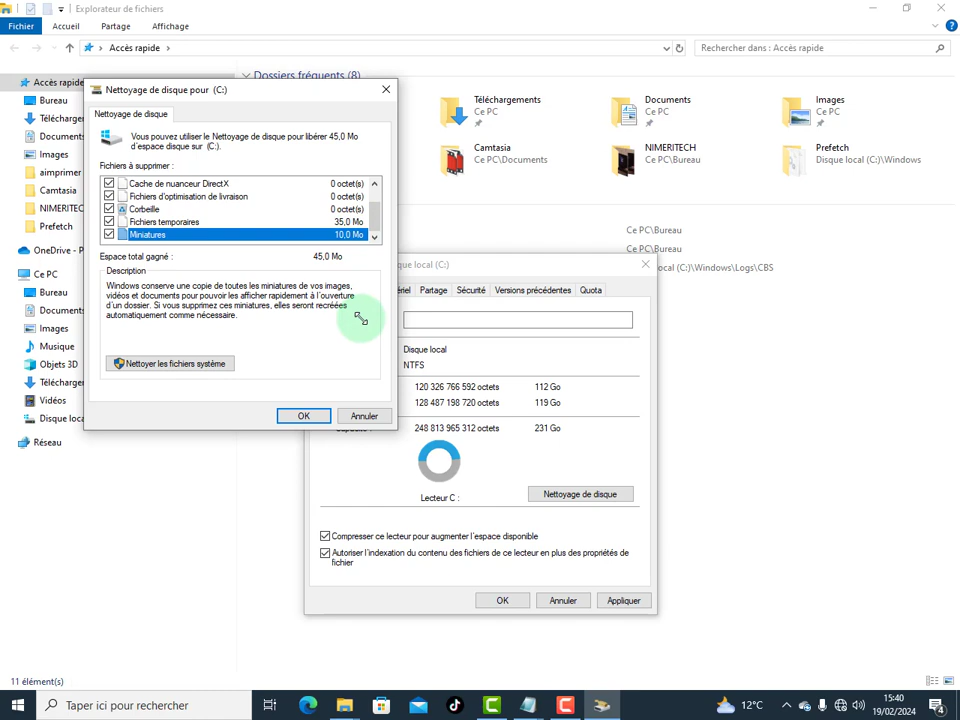 Explorateur de fichiers
Fichier Accueil Partage Affichage
Accès rapide
Rechercher dans : Accès rapide
Accès rapide
Bureau
Téléchar
Documents
Images
aimprimer
Camtasia
NIMERITEC
Prefetch
OneDrive - P
Ce PC
Bureau
Documents
Images
Musique
Objets 3D
Téléchar
Vidéos
Disque loca
Réseau
Dossiers fréquents (8)
Téléchargements
Ce PC
Documents
Ce PC
Images
Ce PC
Camtasia
Ce PC\Documents
NIMERITECH
Ce PC\Bureau
Prefetch
Disque local (C:)\Windows
Ce PC\Bureau
Ce PC\Bureau
ocal (C:)\Windows\Logs\CBS
Nettoyage de disque pour (C:)
Nettoyage de disque
Vous pouvez utiliser le Nettoyage de disque pour libérer 45,0 Mo
d'espace disque sur (C:).
Fichiers à supprimer :
Cache de nuanceur DirectX 0 octet(s)
Fichiers d'optimisation de livraison 0 octet(s)
Corbeille 0 octet(s)
Fichiers temporaires 35,0 Mo
Miniatures 10,0 Mo
Espace total gagné : 45,0 Mo
Description
Windows conserve une copie de toutes les miniatures de vos images,
vidéos et documents pour pouvoir les afficher rapidement à l'ouverture
d'un dossier. Si vous supprimez ces miniatures, elles seront recréées
automatiquement comme nécessaire.
Nettoyer les fichiers système
OK Annuler
que local (C:)
ériel Partage Sécurité Versions précédentes Quota
Disque local
NTFS
120 326 766 592 octets 112 Go
128 487 198 720 octets 119 Go
248 813 965 312 octets 231 Go
Lecteur C :
Nettoyage de disque
Compresser ce lecteur pour augmenter l'espace disponible
Autoriser l'indexation du contenu des fichiers de ce lecteur en plus des propriétés de
fichier
OK Annuler Appliquer
11 élément(s)
Taper ici pour rechercher
12°C
15:40
19/02/2024
4